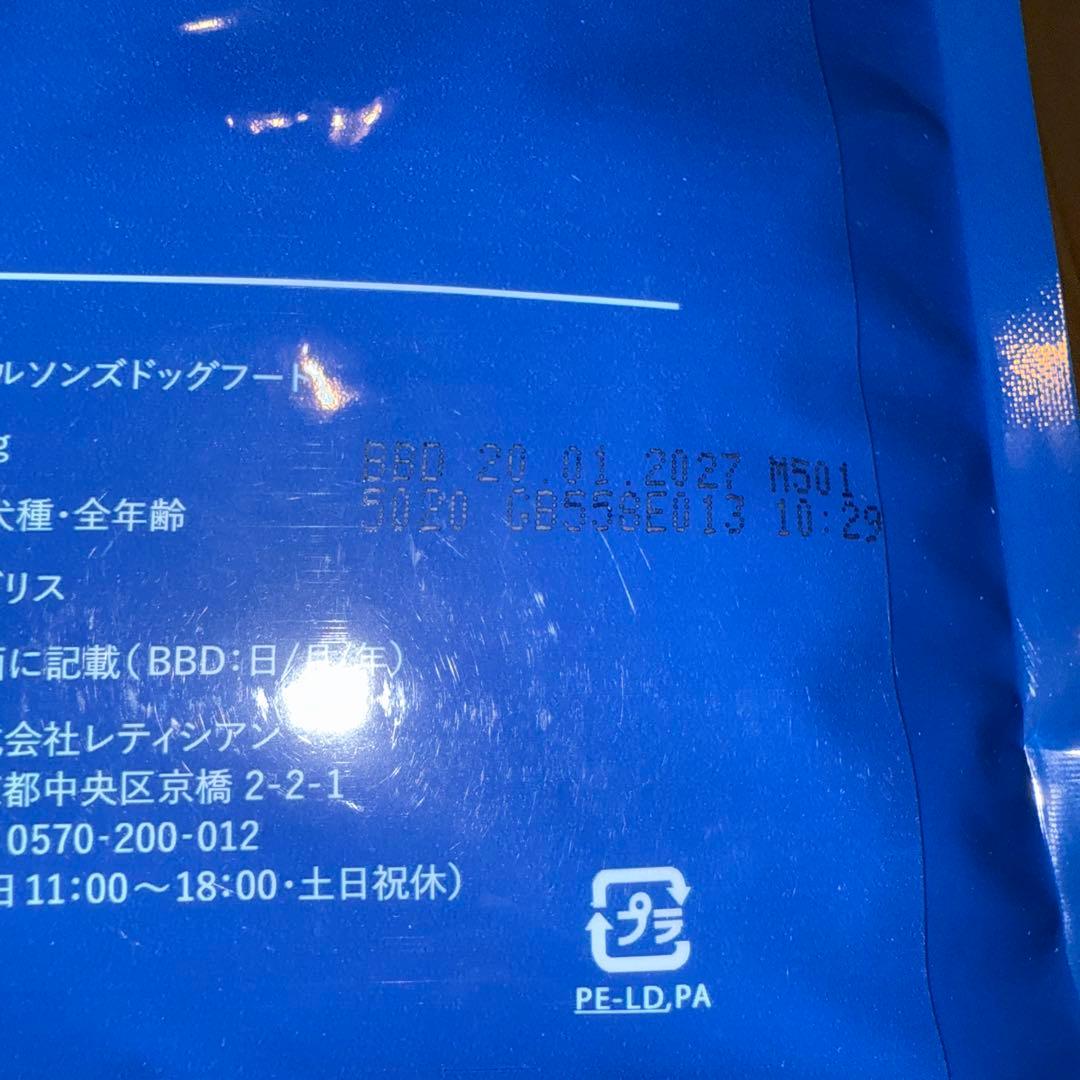 ルソンズドッグフード
g
BBD 20.01.2027 M501
5020 GB558E013 10:29
犬種・全年齢
ギリス
面に記載(BBD:日/月/年)
式会社レティシアン
京都中央区京橋 2-2-1
0570-200-012
日 11:00～18:00・土日祝休)
プラ
PE-LD,PA